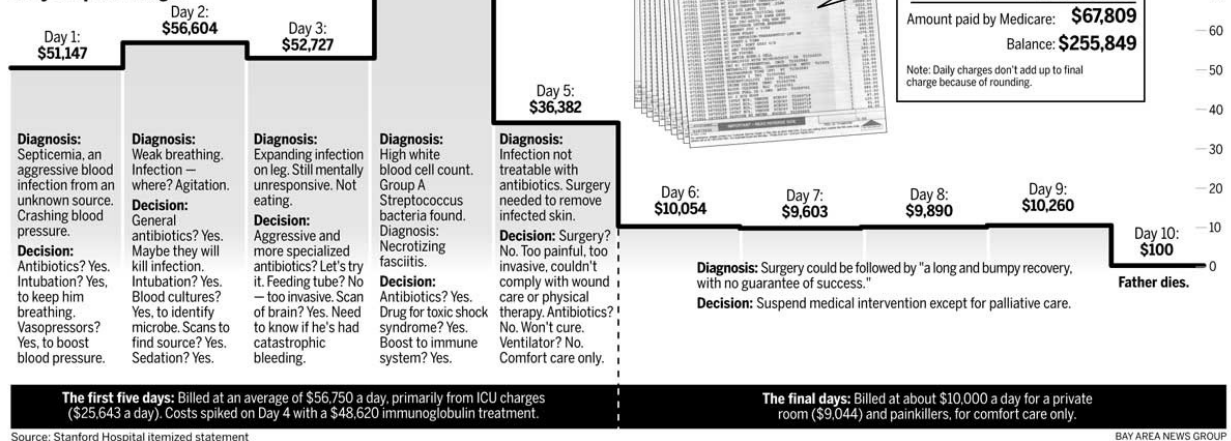 Day 1:
$51,147
Day 2:
$56,604
Day 3:
$52,727
Day 5:
$36,382
Amount paid by Medicare: $67,809
Balance: $255,849
Note: Daily charges don't add up to final
charge because of rounding.
60
50
40
30
20
10
0
Diagnosis:
Septicemia, an
aggressive blood
infection from an
unknown source.
Crashing blood
pressure.
Decision:
Antibiotics? Yes.
Intubation? Yes,
to keep him
breathing.
Vasopressors?
Yes, to boost
blood pressure.
Diagnosis:
Weak breathing.
Infection —
where? Agitation.
Decision:
General
antibiotics? Yes.
Maybe they will
kill infection.
Intubation? Yes.
Blood cultures?
Yes, to identify
microbe. Scans to
find source? Yes.
Sedation? Yes.
Diagnosis:
Expanding infection
on leg. Still mentally
unresponsive. Not
eating.
Decision:
Aggressive and
more specialized
antibiotics? Let's try
it. Feeding tube? No
— too invasive. Scan
of brain? Yes. Need
to know if he's had
catastrophic
bleeding.
Diagnosis:
High white
blood cell count.
Group A
Streptococcus
bacteria found.
Diagnosis:
Necrotizing
fasciitis.
Decision:
Antibiotics? Yes.
Drug for toxic shock
syndrome? Yes.
Boost to immune
system? Yes.
Diagnosis:
Infection not
treatable with
antibiotics. Surgery
needed to remove
infected skin.
Decision: Surgery?
No. Too painful, too
invasive, couldn't
comply with wound
care or physical
therapy. Antibiotics?
No. Won't cure.
Ventilator? No.
Comfort care only.
Day 6:
$10,054
Day 7:
$9,603
Day 8:
$9,890
Day 9:
$10,260
Day 10:
$100
Father dies.
Diagnosis: Surgery could be followed by "a long and bumpy recovery,
with no guarantee of success."
Decision: Suspend medical intervention except for palliative care.
The first five days: Billed at an average of $56,750 a day, primarily from ICU charges
($25,643 a day). Costs spiked on Day 4 with a $48,620 immunoglobulin treatment.
The final days: Billed at about $10,000 a day for a private
room ($9,044) and painkillers, for comfort care only.
Source: Stanford Hospital itemized statement
BAY AREA NEWS GROUP